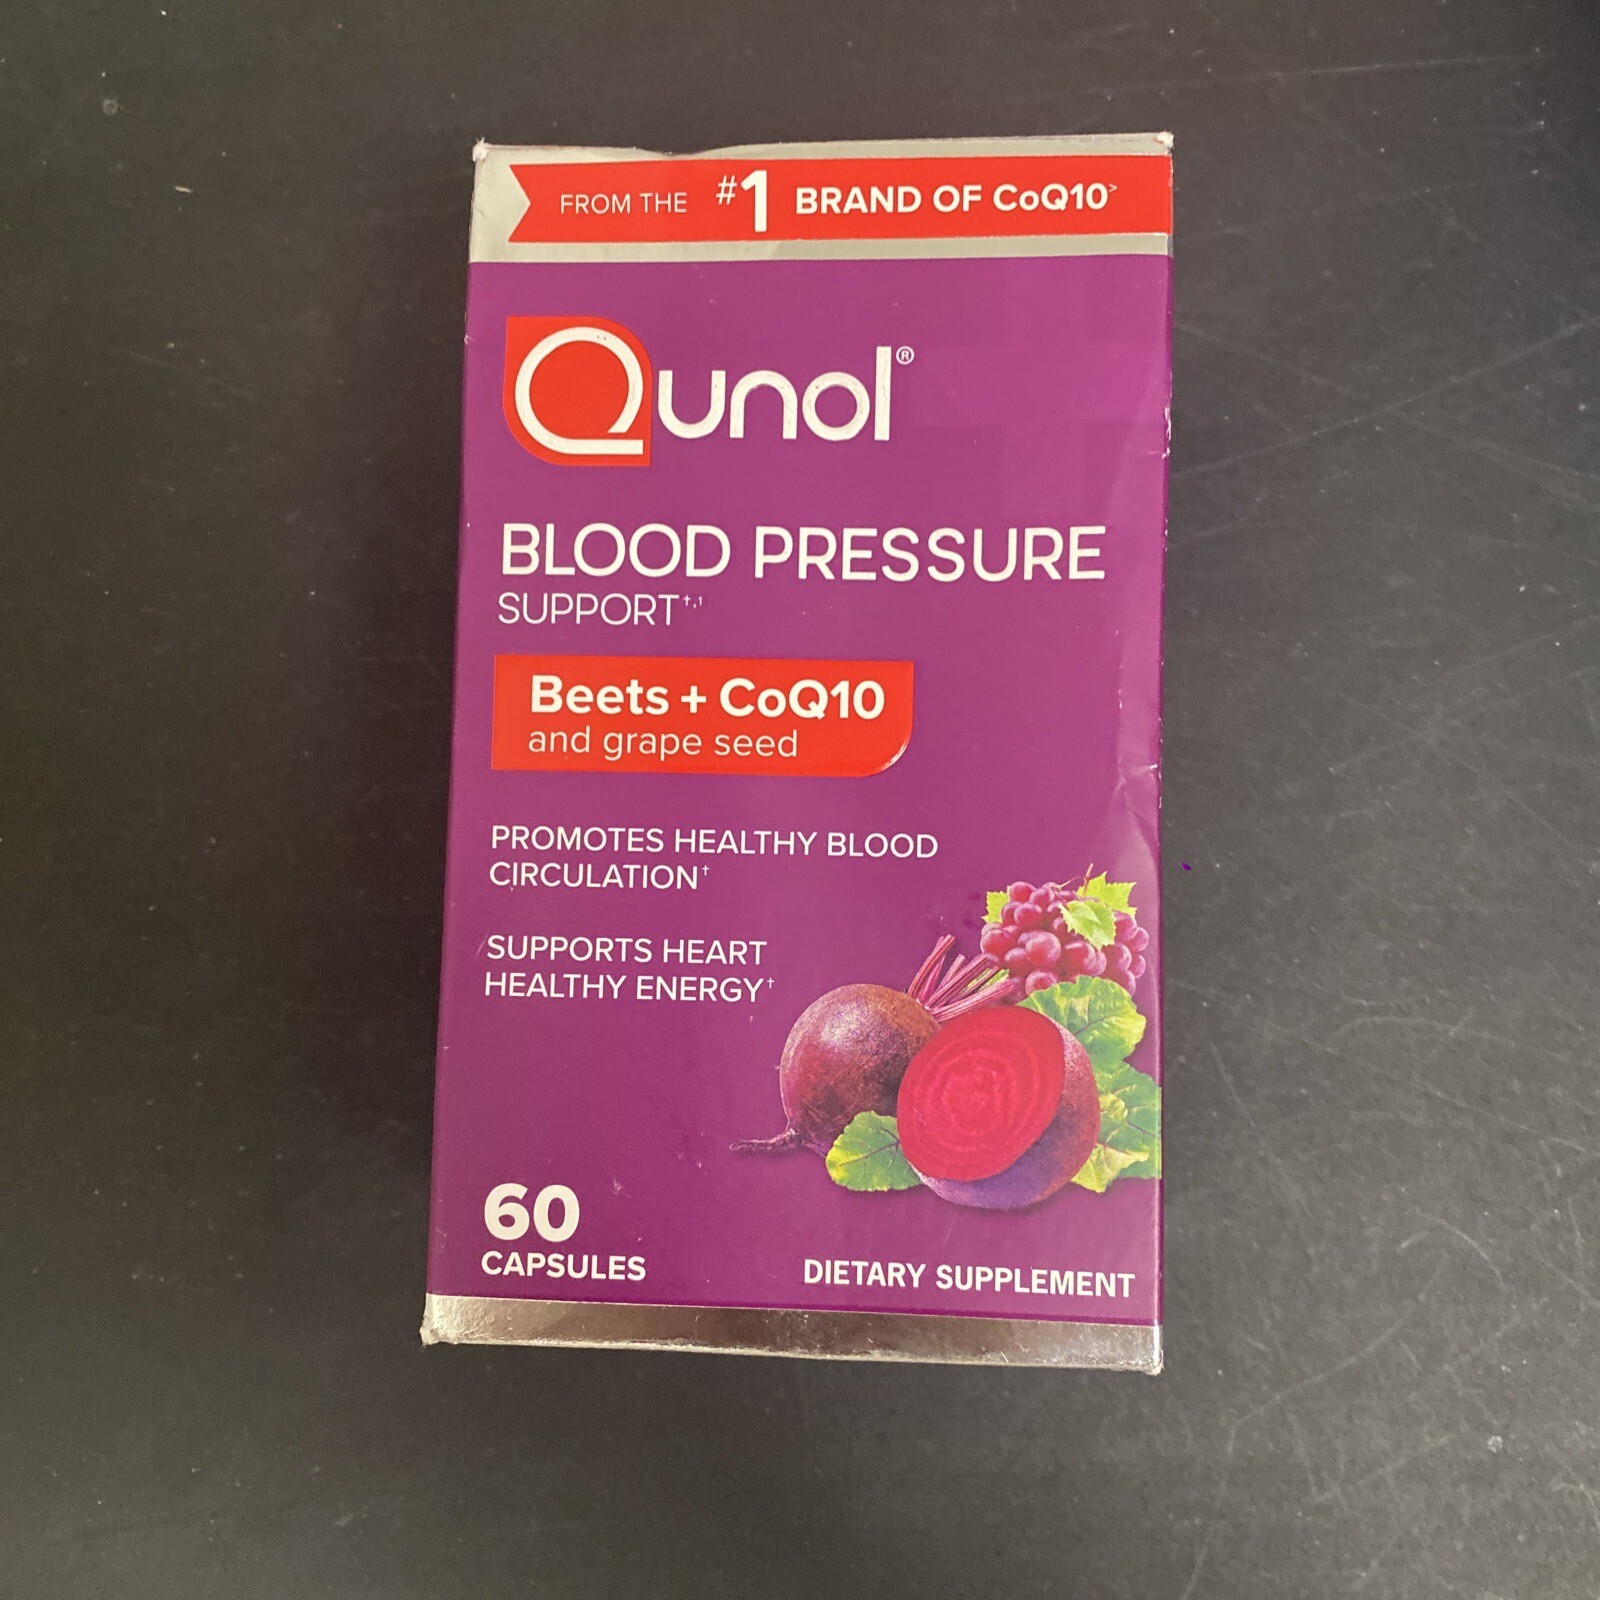 FROM THE #1 BRAND OF CoQ10>
Qunol®
BLOOD PRESSURE
SUPPORT†,1
Beets + CoQ10
and grape seed
PROMOTES HEALTHY BLOOD
CIRCULATION†
SUPPORTS HEART
HEALTHY ENERGY†
60
CAPSULES
DIETARY SUPPLEMENT